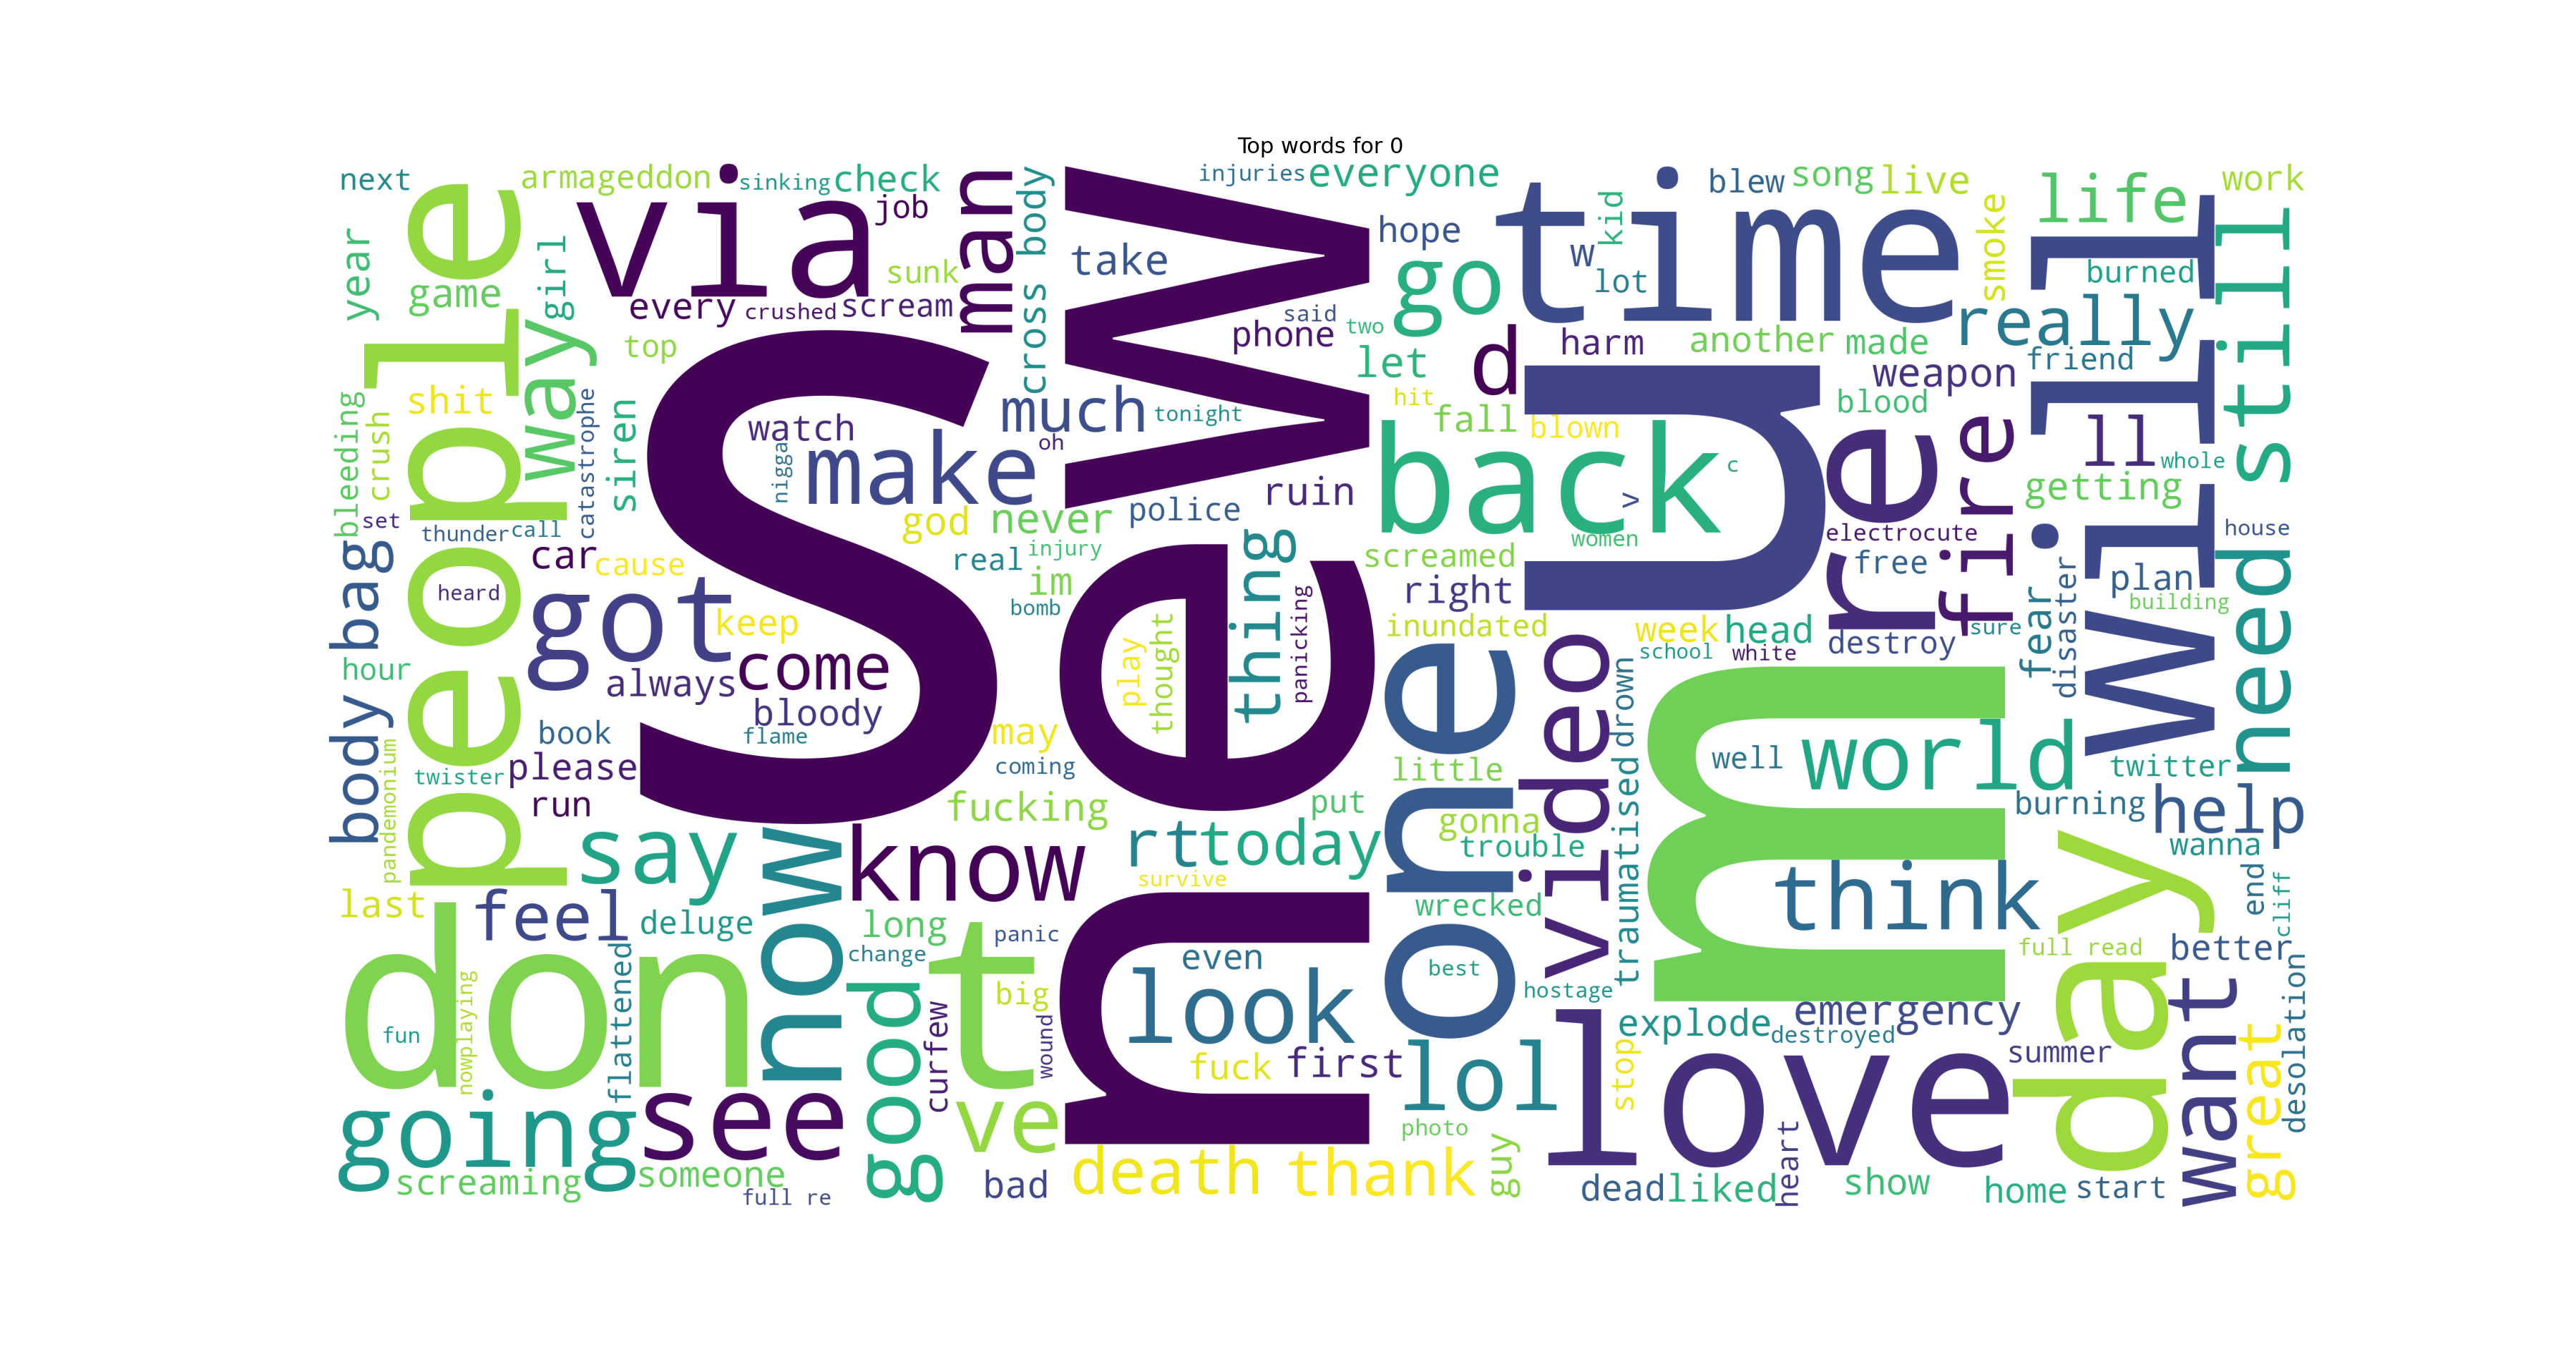 Top words for 0
next
armageddon
sinking
check
injuries
everyone
blew
song
live
life
work
via
job
man
cross body
new
take
hope
w
kid
lot
time
smoke
burned
year
people
game
way
girl
every
crushed
sunk
scream
said
two
phone
go
let
d
harm
another
made
really
friend
will
still
top
s
much
tonight
hit
fall
blown
u
weapon
blood
bleeding
crush
shit
catastrophe
siren
watch
nigga
make
oh
ruin
back
v
c
women
re
fire
ll
whole
getting
set
thunder
call
god
never
police
real
injury
im
bomb
thing
panicking
screamed
right
electrocute
free
fear
disaster
plan
building
house
body bag
heard
car
cause
got
keep
come
always
bloody
flame
play
thought
inundated
week
head
school
white
destroy
sure
need
hour
book
please
run
twister
pandemonium
may
coming
fucking
one
little
video
drown
traumatised
m
well
world
twitter
burning
help
wanna
say
now
know
rt
today
put
survive
gonna
trouble
think
day
end
cliff
last
feel
deluge
long
change
panic
wrecked
full read
better
don t
fun
nowplaying
flattened
good
curfew
big
wound
even
look
best
hostage
explode
destroyed
emergency
summer
want
great
desolation
going
see
ve
fuck
first
lol
stop
love
photo
guy
screaming
someone
full re
bad
death
thank
dead
liked
heart
show
home
start